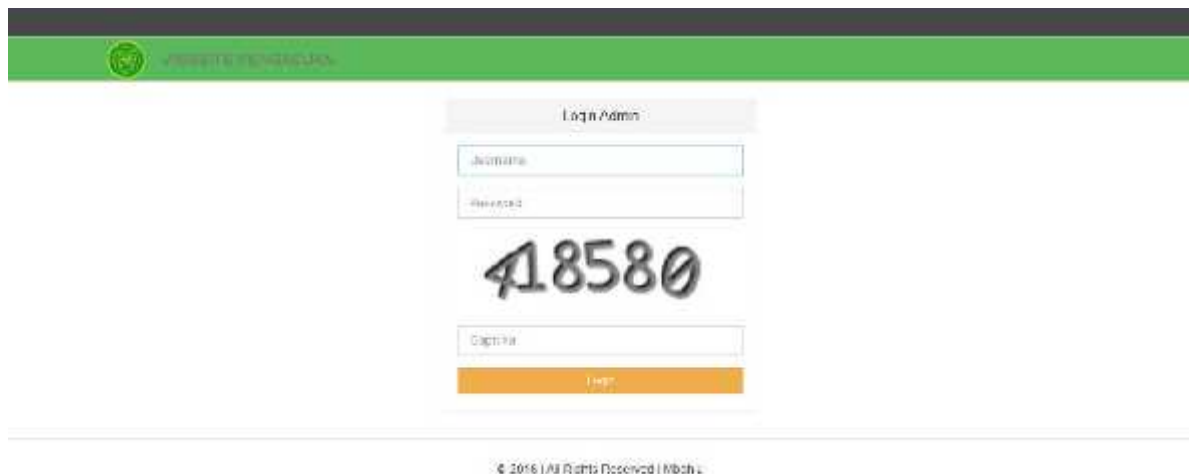 Login Admin
Username
Password
418580
Captcha
Login
© 2016 | All Rights Reserved |